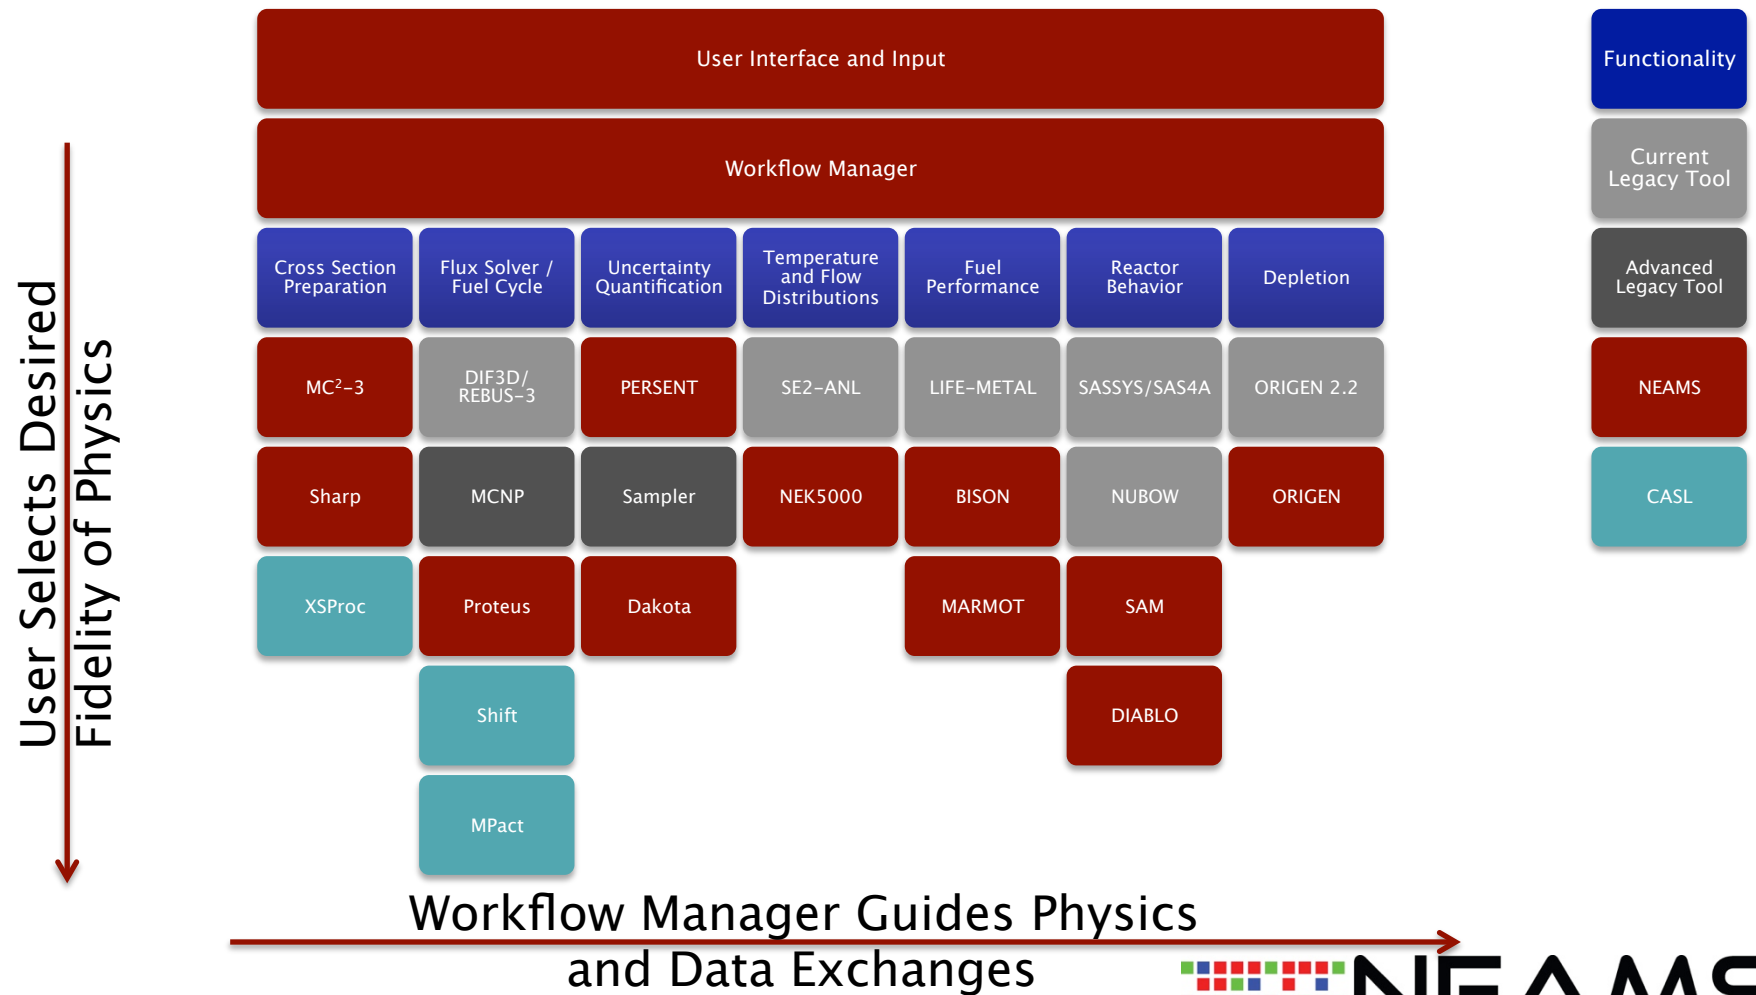 User Interface and Input
Functionality
Workflow Manager
Current
Legacy Tool
Cross Section
Preparation
Flux Solver /
Fuel Cycle
Uncertainty
Quantification
Temperature
and Flow
Distributions
Fuel
Performance
Reactor
Behavior
Depletion
Advanced
Legacy Tool
MC²-3
DIF3D/
REBUS-3
PERSENT
SE2-ANL
LIFE-METAL
SASSYS/SAS4A
ORIGEN 2.2
NEAMS
Sharp
MCNP
Sampler
NEK5000
BISON
NUBOW
ORIGEN
CASL
XSProc
Proteus
Dakota
MARMOT
SAM
Shift
DIABLO
MPact
User Selects Desired
Fidelity of Physics
Workflow Manager Guides Physics
and Data Exchanges
NEAMS